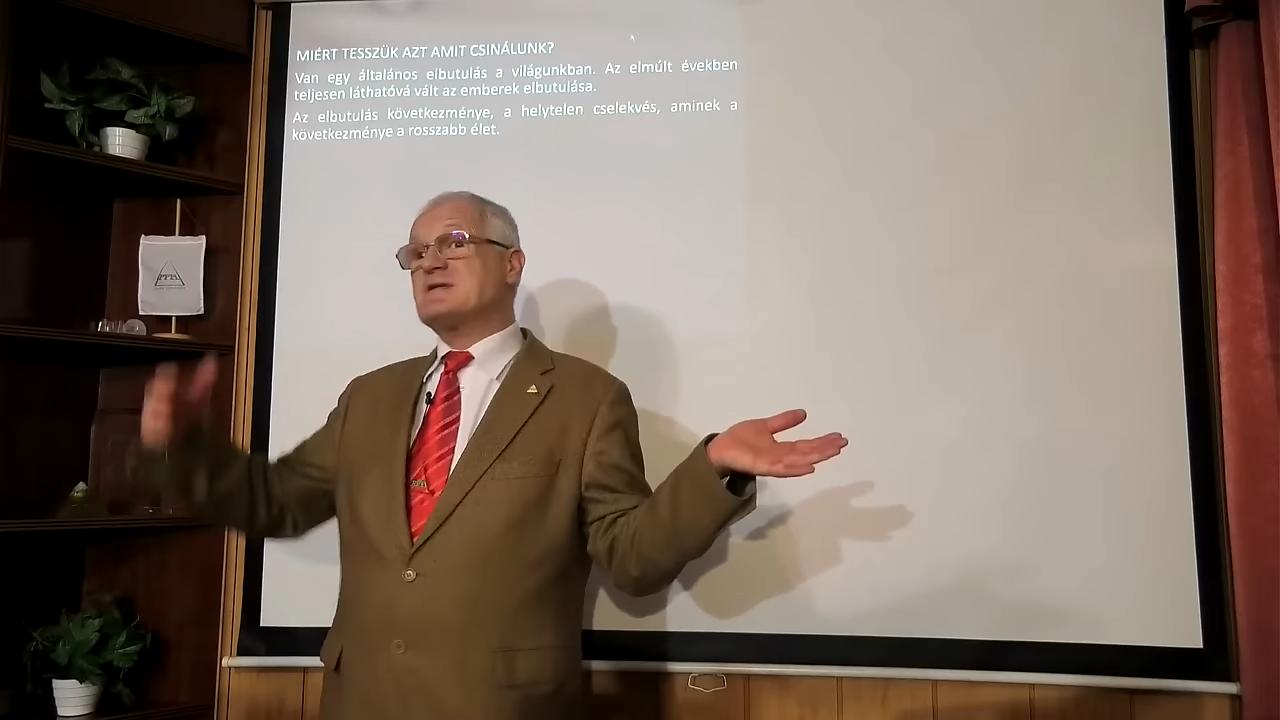 MIÉRT TESSZÜK AZT AMIT CSINÁLUNK?
Van egy általános elbutulás a világunkban. Az elmúlt években
teljesen láthatóvá vált az emberek elbutulása.
Az elbutulás következménye, a helytelen cselekvés, aminek a
következménye a rosszabb élet.